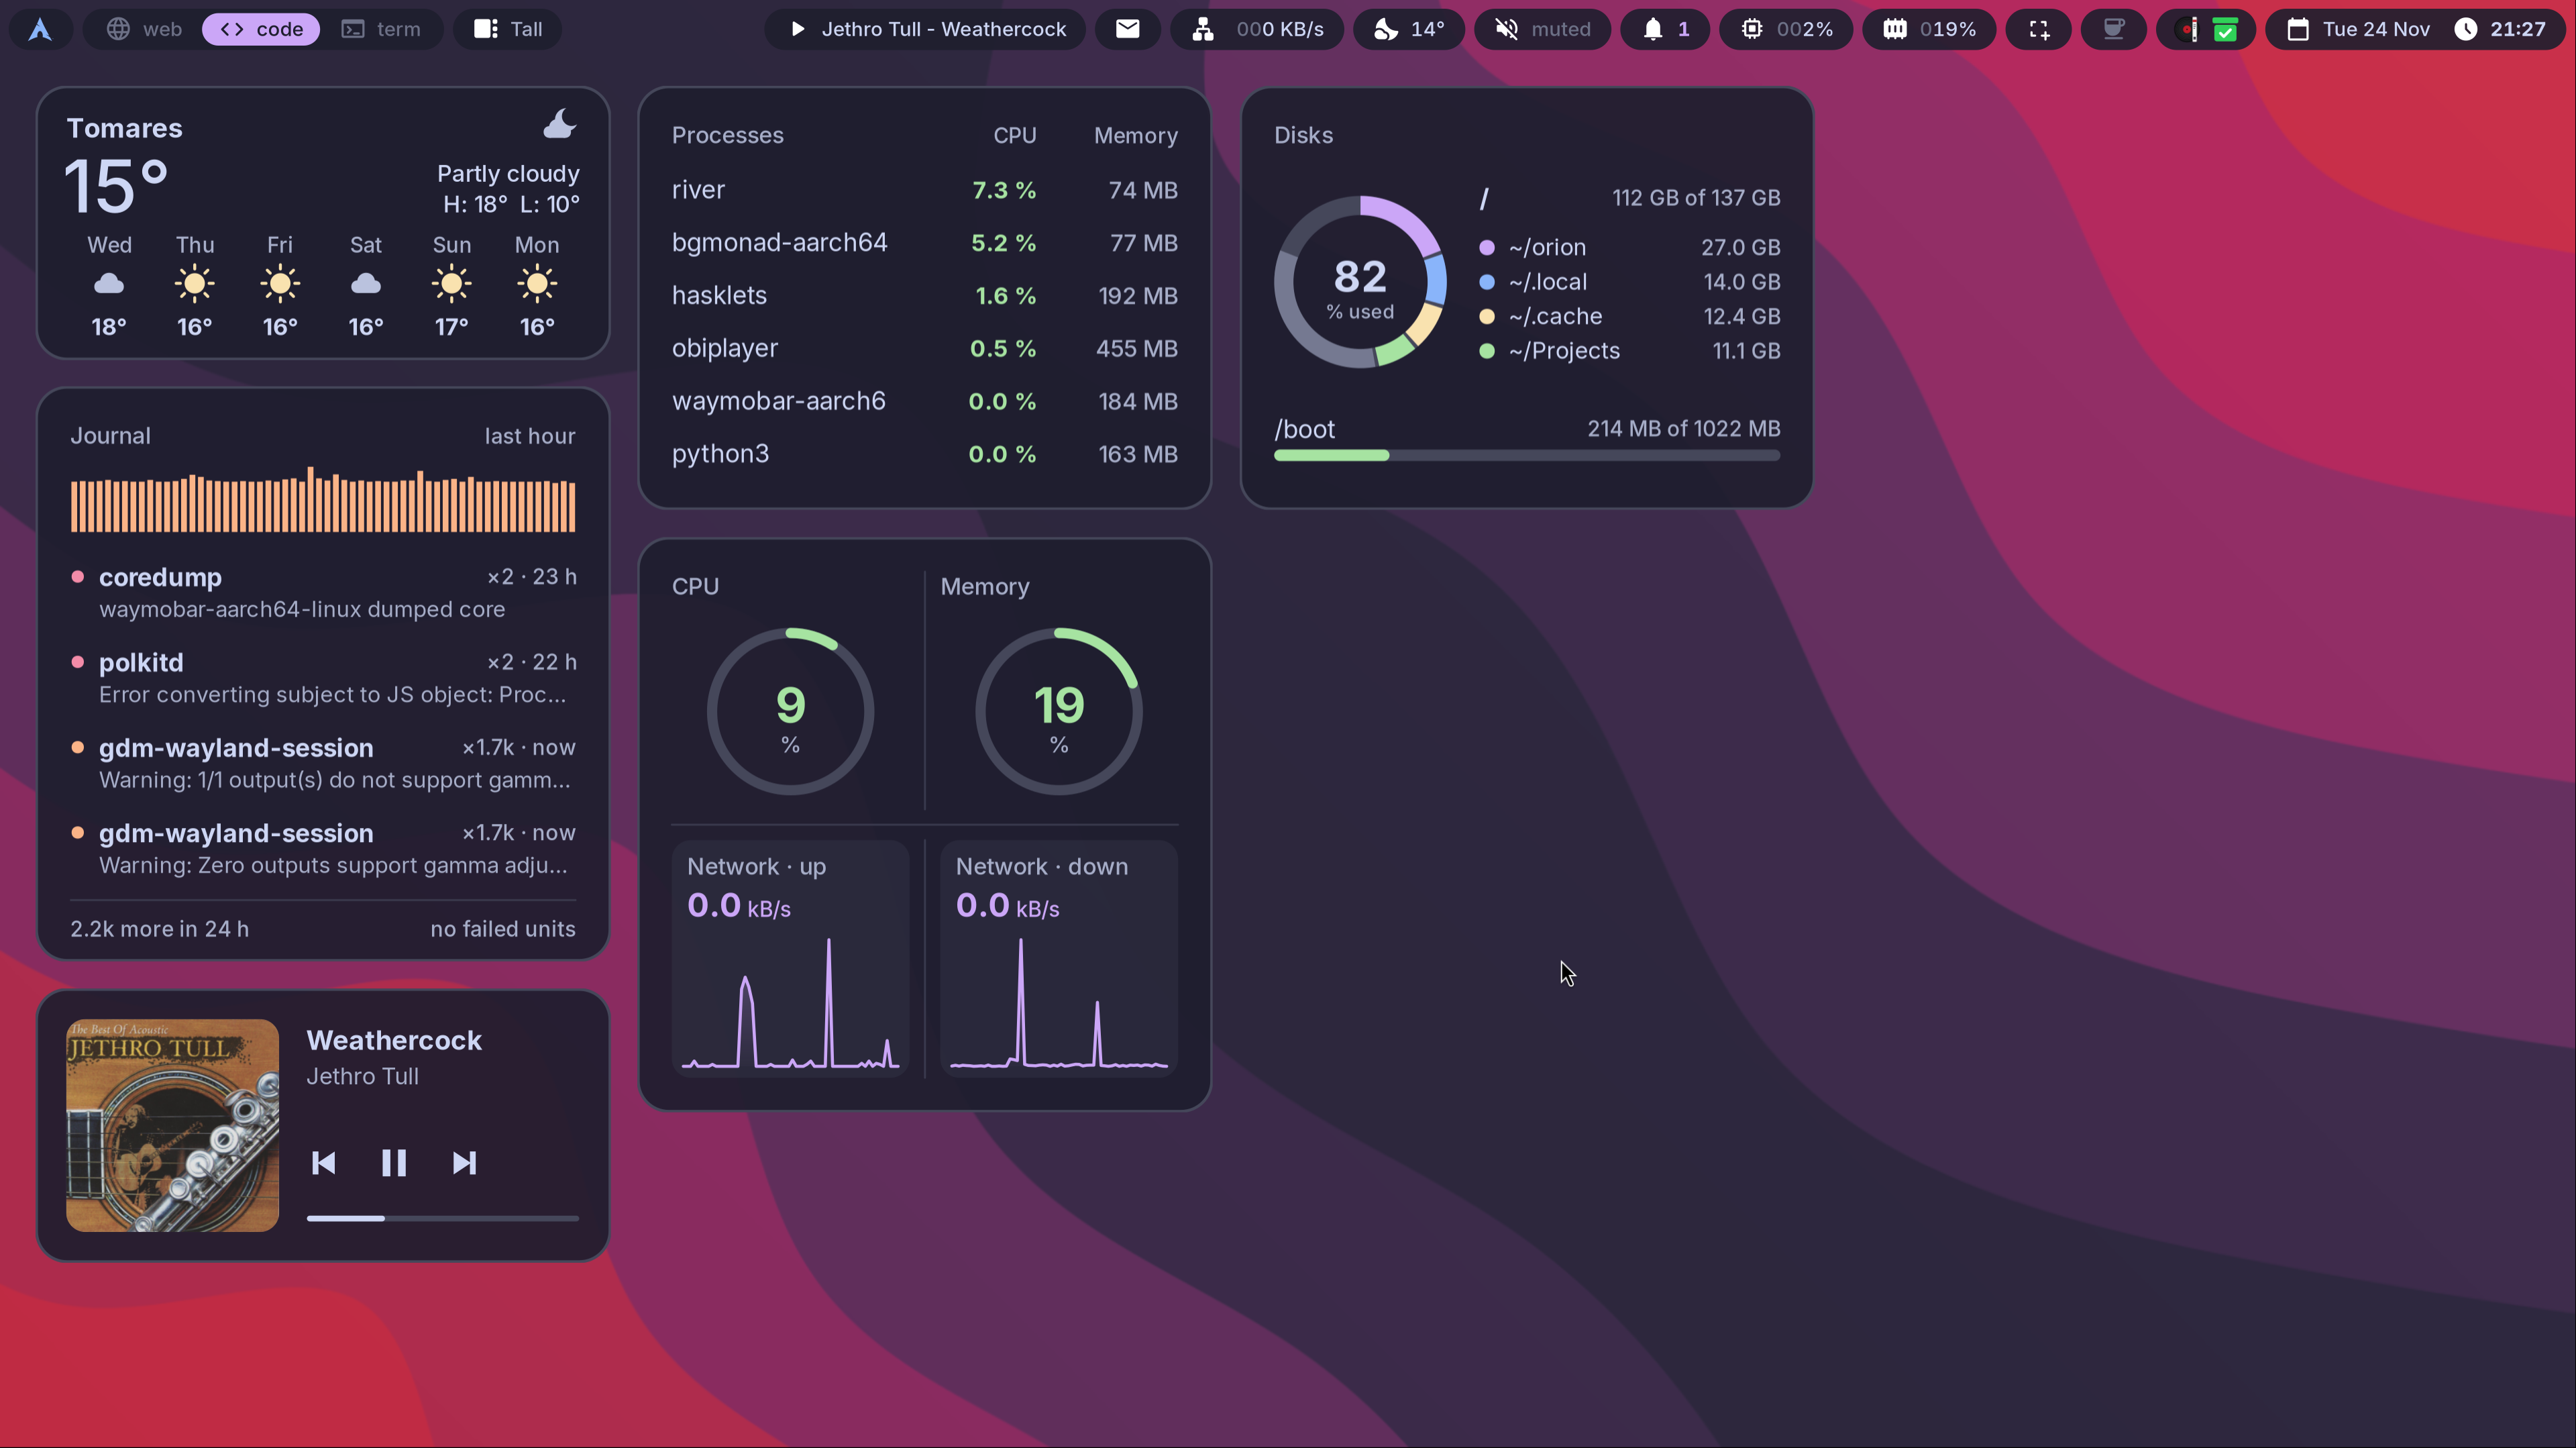 web code term Tall
Jethro Tull - Weathercock 000 KB/s 14° muted 1 002% 019% Tue 24 Nov 21:27
Tomares
15°
Partly cloudy
H: 18° L: 10°
Wed Thu Fri Sat Sun Mon
18° 16° 16° 16° 17° 16°
Journal last hour
coredump ×2 · 23 h
waymobar-aarch64-linux dumped core
polkitd ×2 · 22 h
Error converting subject to JS object: Proc...
gdm-wayland-session ×1.7k · now
Warning: 1/1 output(s) do not support gamm...
gdm-wayland-session ×1.7k · now
Warning: Zero outputs support gamma adju...
2.2k more in 24 h no failed units
The Best Of Acoustic
JETHRO TULL
Weathercock
Jethro Tull
Processes CPU Memory
river 7.3 % 74 MB
bgmonad-aarch64 5.2 % 77 MB
hasklets 1.6 % 192 MB
obiplayer 0.5 % 455 MB
waymobar-aarch6 0.0 % 184 MB
python3 0.0 % 163 MB
CPU Memory
9 19
% %
Network · up Network · down
0.0 kB/s 0.0 kB/s
Disks
82
% used
/ 112 GB of 137 GB
~/orion 27.0 GB
~/.local 14.0 GB
~/.cache 12.4 GB
~/Projects 11.1 GB
/boot 214 MB of 1022 MB